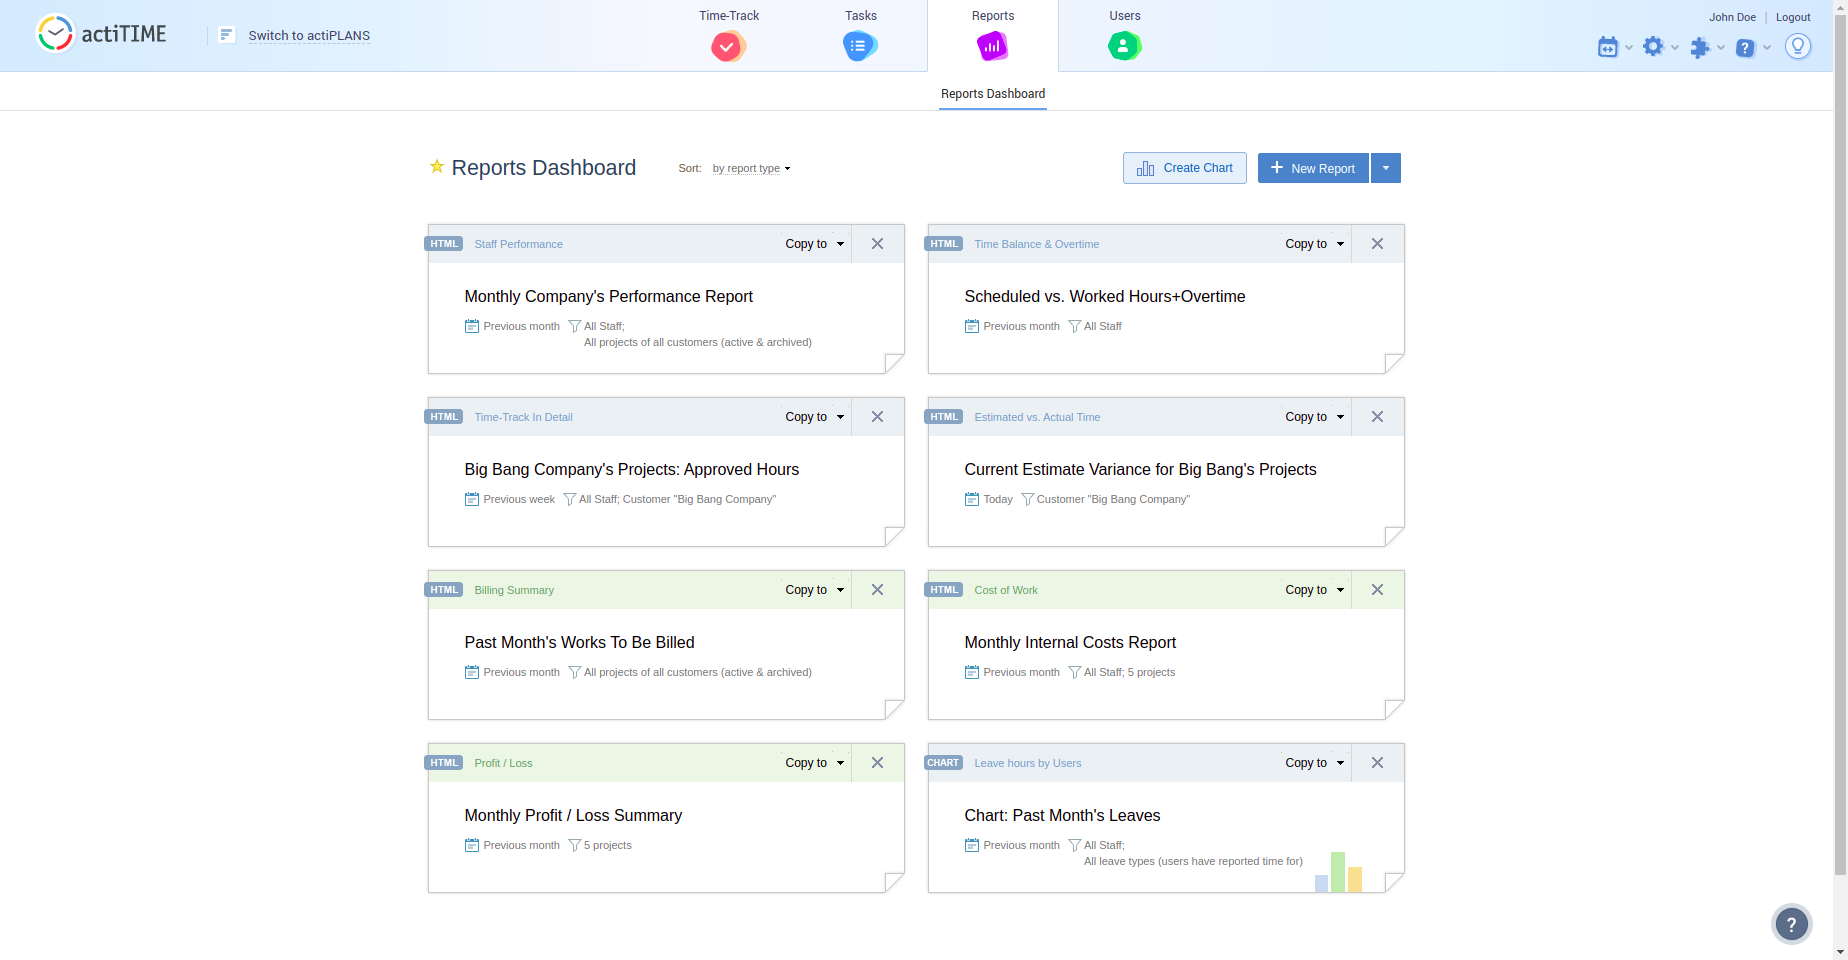 actiTIME
Switch to actiPLANS
Time-Track
Tasks
Reports
Users
John Doe
Logout
?
Reports Dashboard
Reports Dashboard
Sort: by report type
Create Chart
+ New Report
HTML Staff Performance Copy to
Monthly Company's Performance Report
Previous month All Staff;
All projects of all customers (active & archived)
HTML Time Balance & Overtime Copy to
Scheduled vs. Worked Hours+Overtime
Previous month All Staff
HTML Time-Track In Detail Copy to
Big Bang Company's Projects: Approved Hours
Previous week All Staff; Customer "Big Bang Company"
HTML Estimated vs. Actual Time Copy to
Current Estimate Variance for Big Bang's Projects
Today Customer "Big Bang Company"
HTML Billing Summary Copy to
Past Month's Works To Be Billed
Previous month All projects of all customers (active & archived)
HTML Cost of Work Copy to
Monthly Internal Costs Report
Previous month All Staff; 5 projects
HTML Profit / Loss Copy to
Monthly Profit / Loss Summary
Previous month 5 projects
CHART Leave hours by Users Copy to
Chart: Past Month's Leaves
Previous month All Staff;
All leave types (users have reported time for)
?